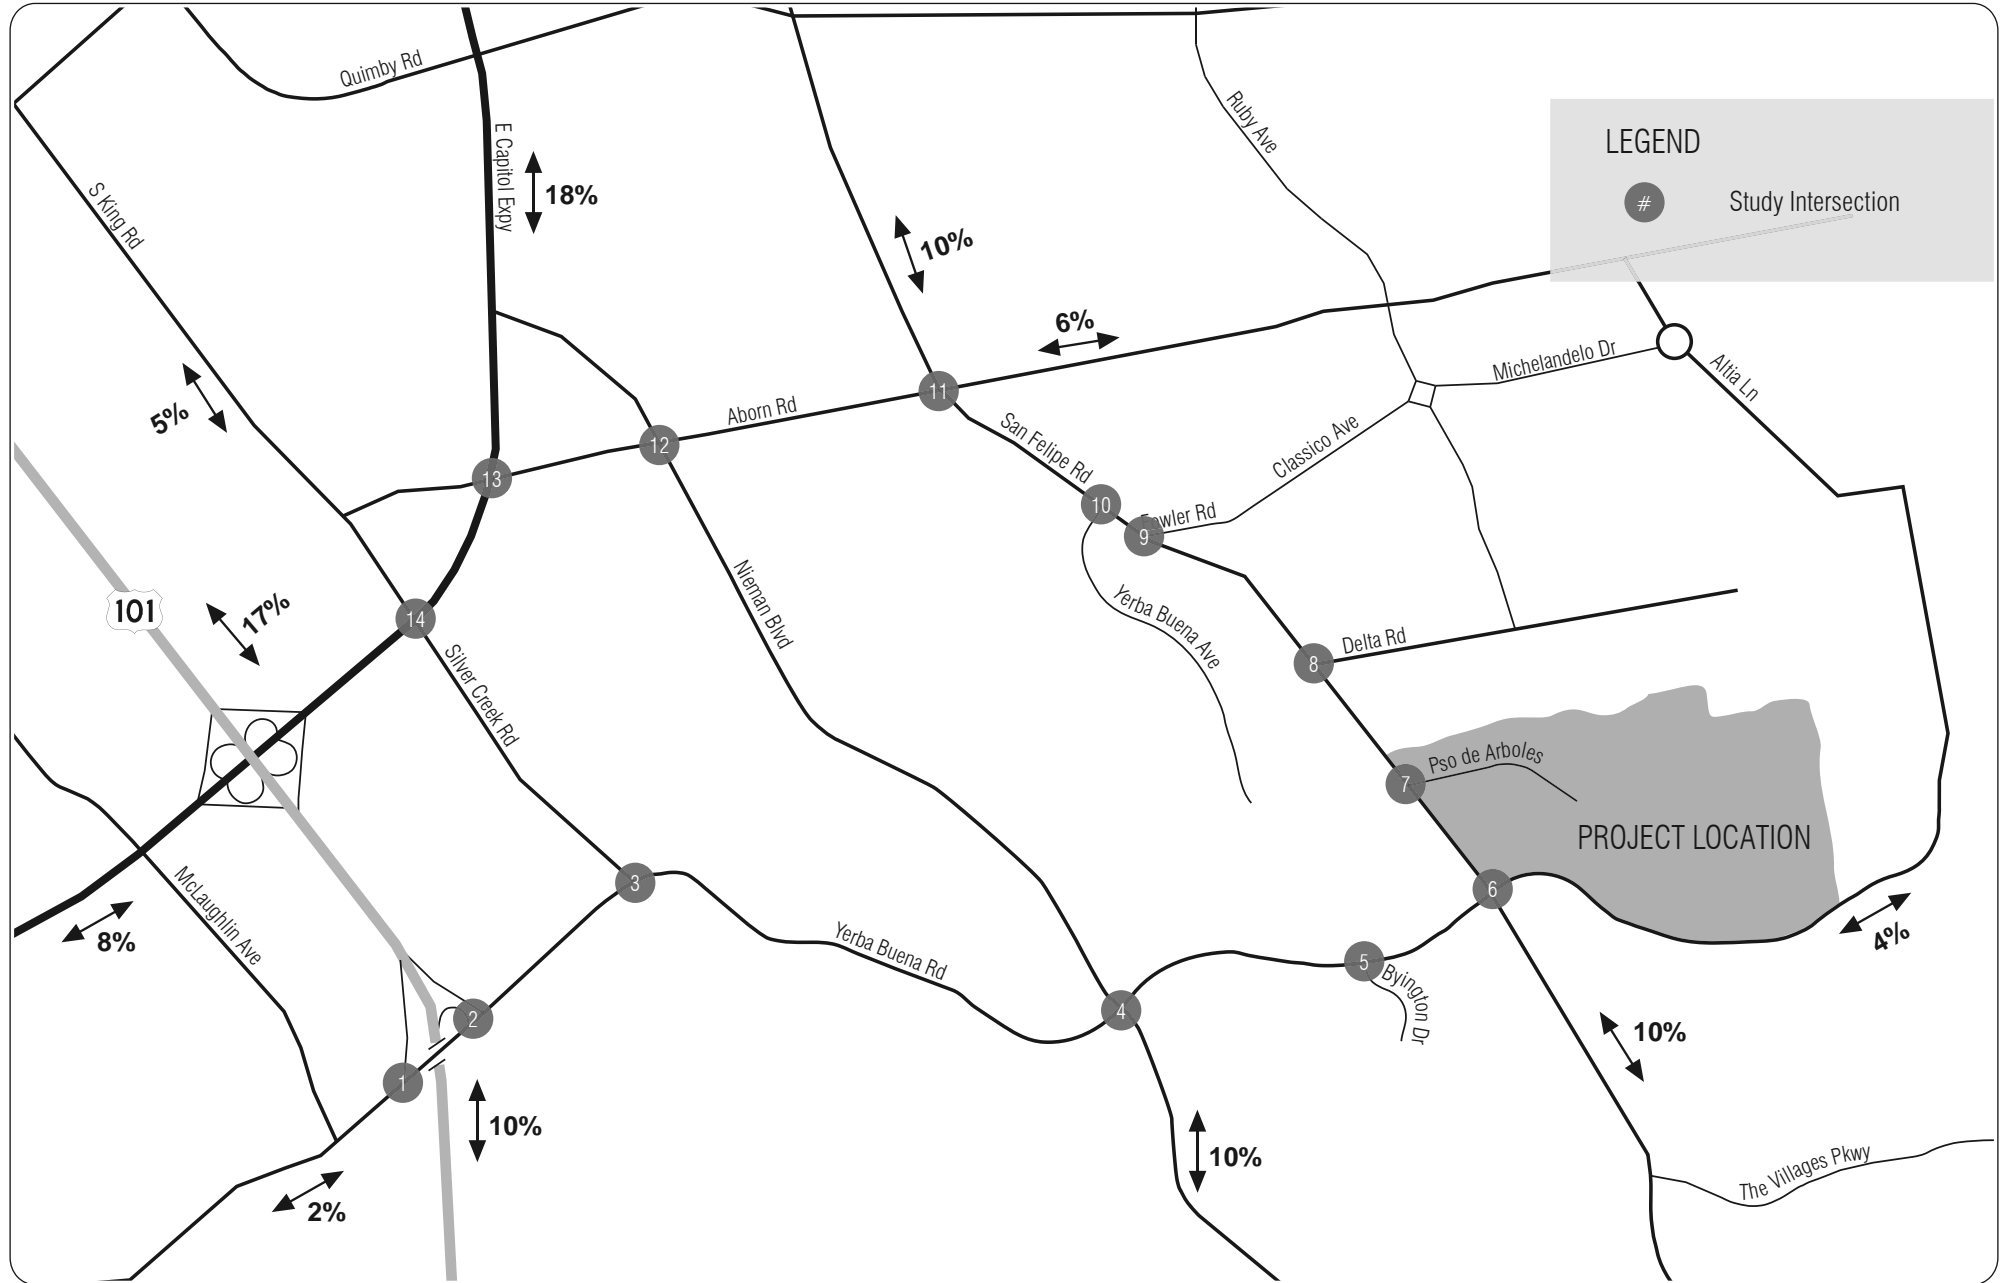 Quimby Rd
E Capitol Expy
18%
Ruby Ave
LEGEND
#
Study Intersection
S King Rd
10%
6%
5%
Michelandelo Dr
Altia Ln
11
Aborn Rd
12
13
San Felipe Rd
Classico Ave
10
Fowler Rd
9
101
17%
14
Nieman Blvd
Yerba Buena Ave
8
Delta Rd
Silver Creek Rd
7
Pso de Arboles
PROJECT LOCATION
3
6
McLaughlin Ave
8%
Yerba Buena Rd
4%
5
Byington Dr
4
2
1
10%
10%
10%
2%
The Villages Pkwy